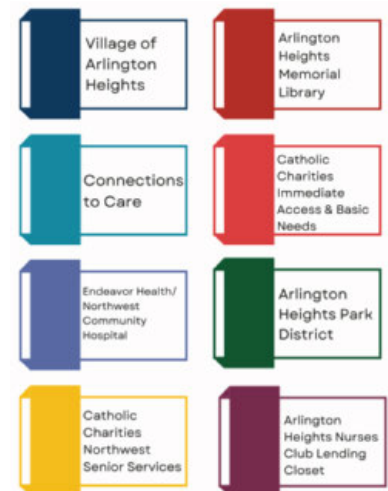 Village of
Arlington
Heights
Arlington
Heights
Memorial
Library
Connections
to Care
Catholic
Charities
Immediate
Access & Basic
Needs
Endeavor Health/
Northwest
Community
Hospital
Arlington
Heights Park
District
Catholic
Charities
Northwest
Senior Services
Arlington
Heights Nurses
Club Lending
Closet